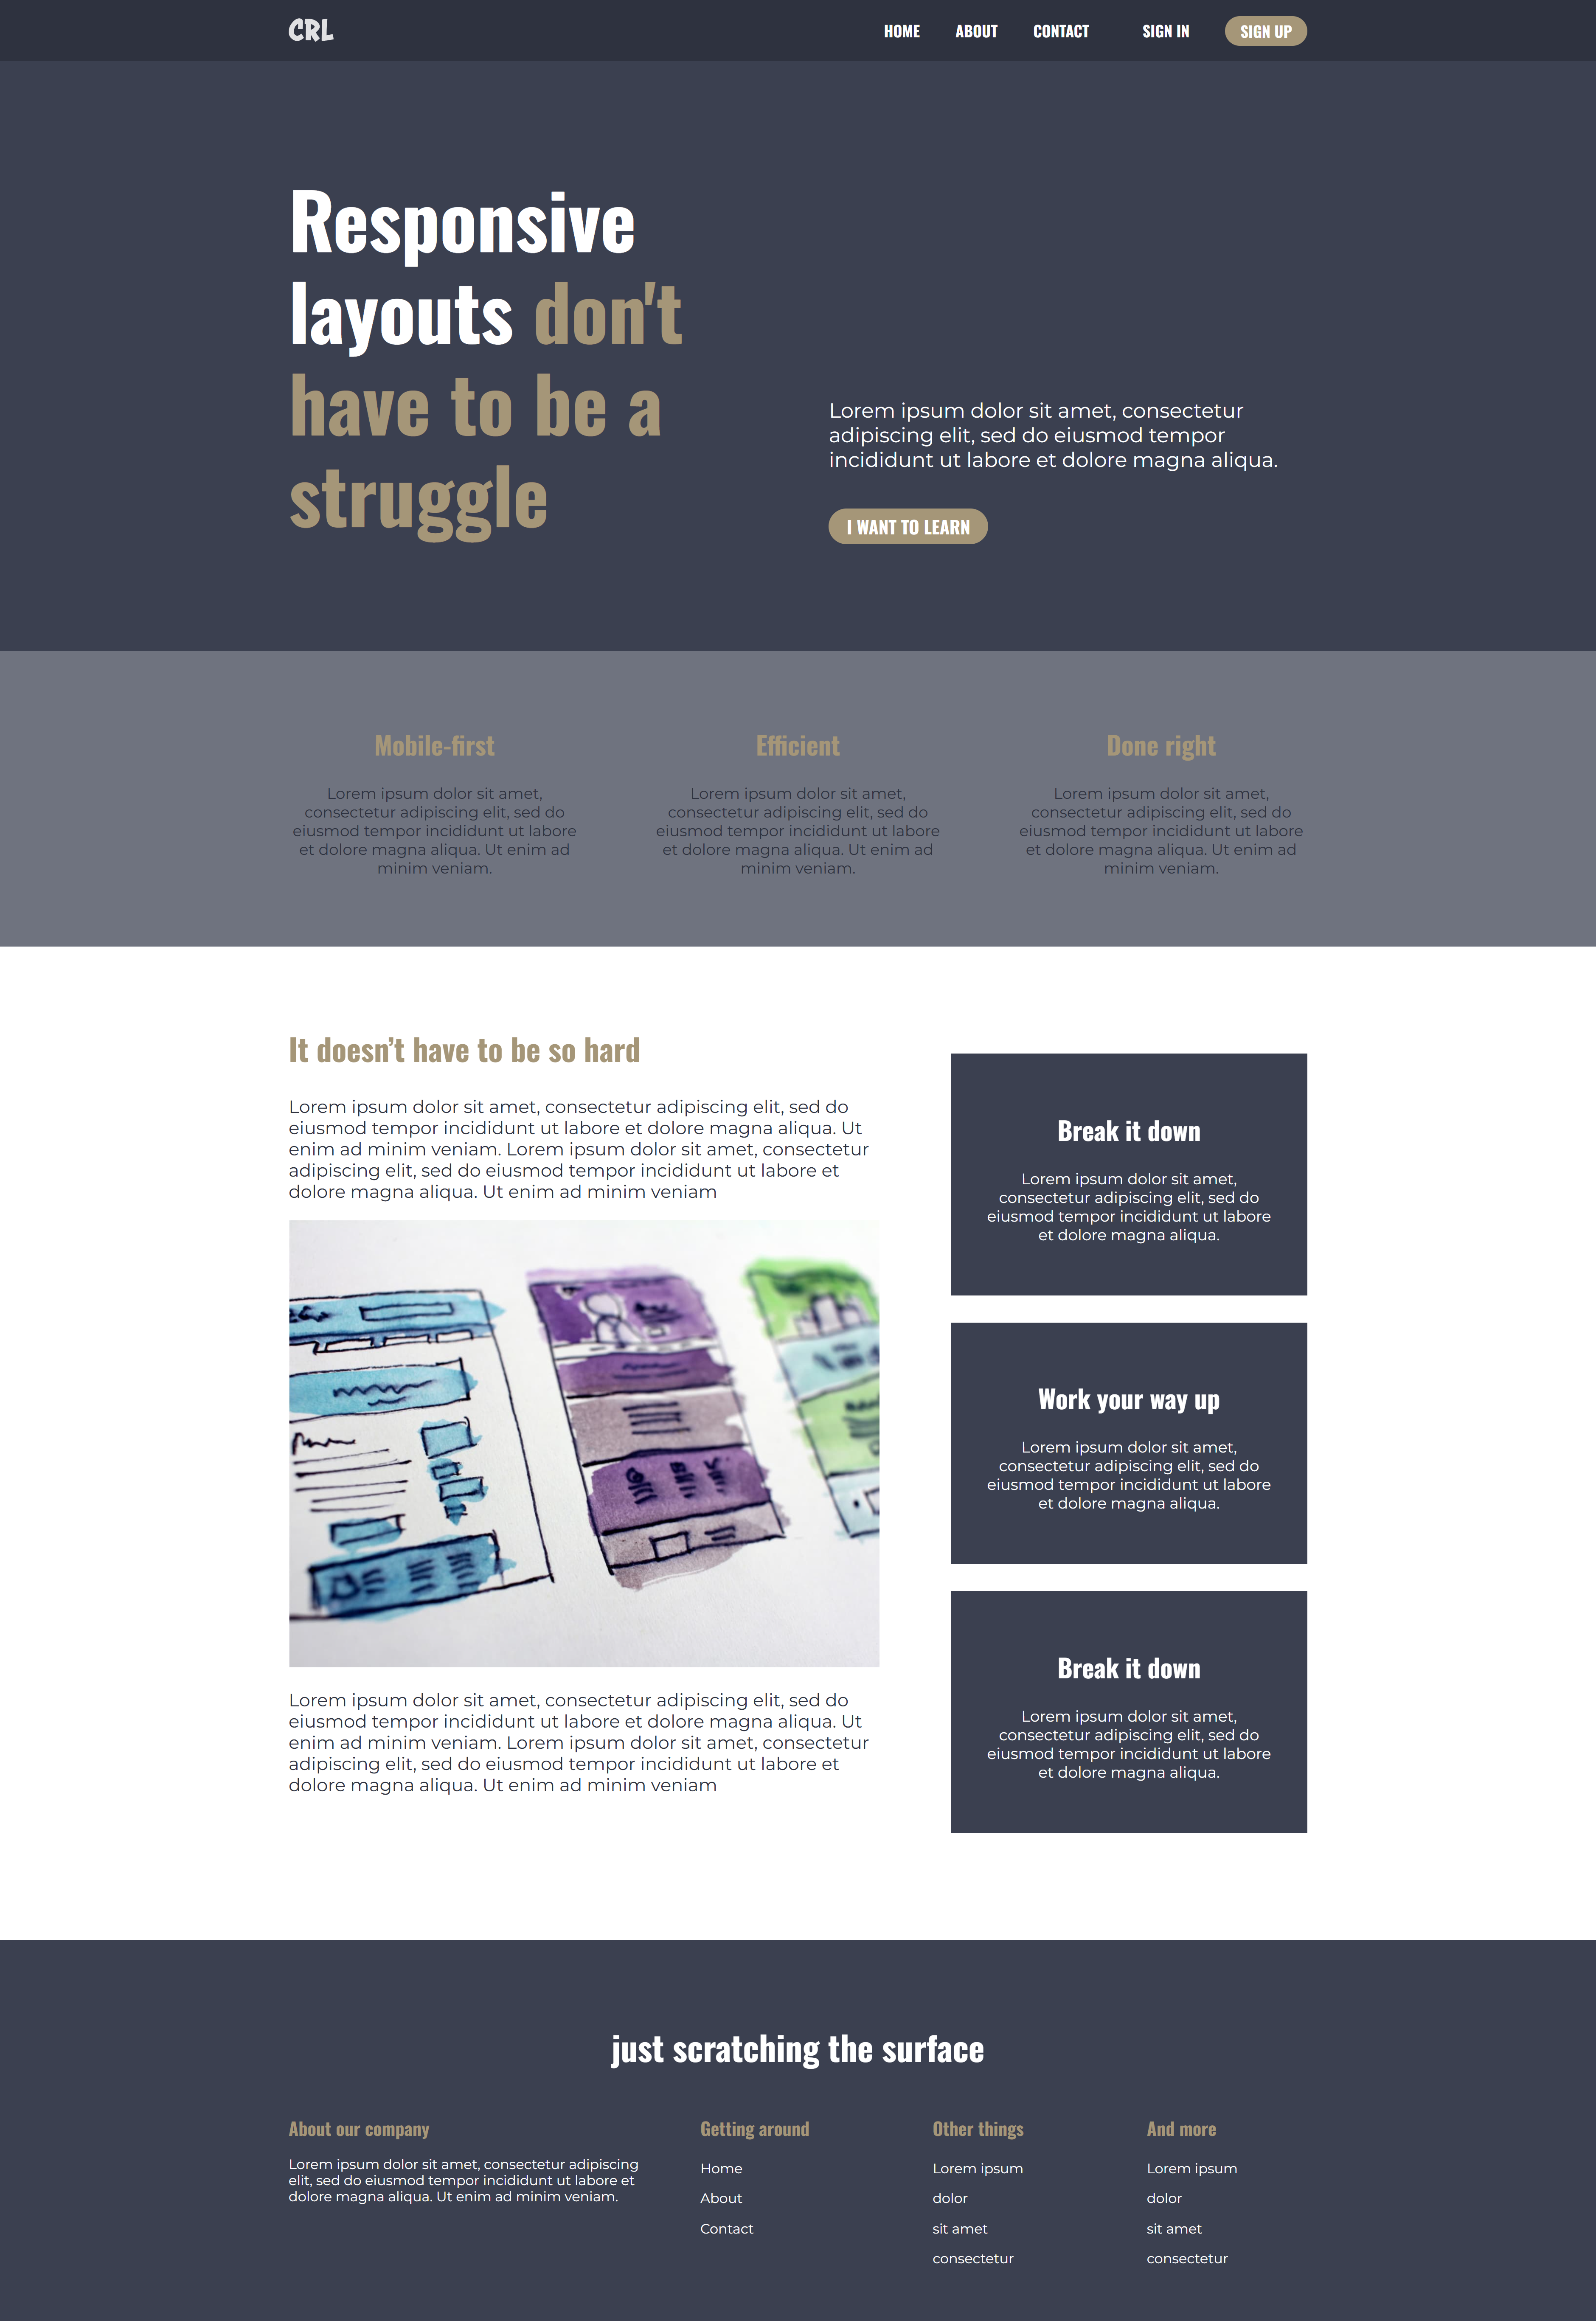 CRL
HOME ABOUT CONTACT SIGN IN SIGN UP
Responsive
layouts don't
have to be a
struggle
Lorem ipsum dolor sit amet, consectetur
adipiscing elit, sed do eiusmod tempor
incididunt ut labore et dolore magna aliqua.
I WANT TO LEARN
Mobile-first
Lorem ipsum dolor sit amet,
consectetur adipiscing elit, sed do
eiusmod tempor incididunt ut labore
et dolore magna aliqua. Ut enim ad
minim veniam.
Efficient
Lorem ipsum dolor sit amet,
consectetur adipiscing elit, sed do
eiusmod tempor incididunt ut labore
et dolore magna aliqua. Ut enim ad
minim veniam.
Done right
Lorem ipsum dolor sit amet,
consectetur adipiscing elit, sed do
eiusmod tempor incididunt ut labore
et dolore magna aliqua. Ut enim ad
minim veniam.
It doesn’t have to be so hard
Lorem ipsum dolor sit amet, consectetur adipiscing elit, sed do
eiusmod tempor incididunt ut labore et dolore magna aliqua. Ut
enim ad minim veniam. Lorem ipsum dolor sit amet, consectetur
adipiscing elit, sed do eiusmod tempor incididunt ut labore et
dolore magna aliqua. Ut enim ad minim veniam
Lorem ipsum dolor sit amet, consectetur adipiscing elit, sed do
eiusmod tempor incididunt ut labore et dolore magna aliqua. Ut
enim ad minim veniam. Lorem ipsum dolor sit amet, consectetur
adipiscing elit, sed do eiusmod tempor incididunt ut labore et
dolore magna aliqua. Ut enim ad minim veniam
Break it down
Lorem ipsum dolor sit amet,
consectetur adipiscing elit, sed do
eiusmod tempor incididunt ut labore
et dolore magna aliqua.
Work your way up
Lorem ipsum dolor sit amet,
consectetur adipiscing elit, sed do
eiusmod tempor incididunt ut labore
et dolore magna aliqua.
Break it down
Lorem ipsum dolor sit amet,
consectetur adipiscing elit, sed do
eiusmod tempor incididunt ut labore
et dolore magna aliqua.
just scratching the surface
About our company
Lorem ipsum dolor sit amet, consectetur adipiscing
elit, sed do eiusmod tempor incididunt ut labore et
dolore magna aliqua. Ut enim ad minim veniam.
Getting around
Home
About
Contact
Other things
Lorem ipsum
dolor
sit amet
consectetur
And more
Lorem ipsum
dolor
sit amet
consectetur